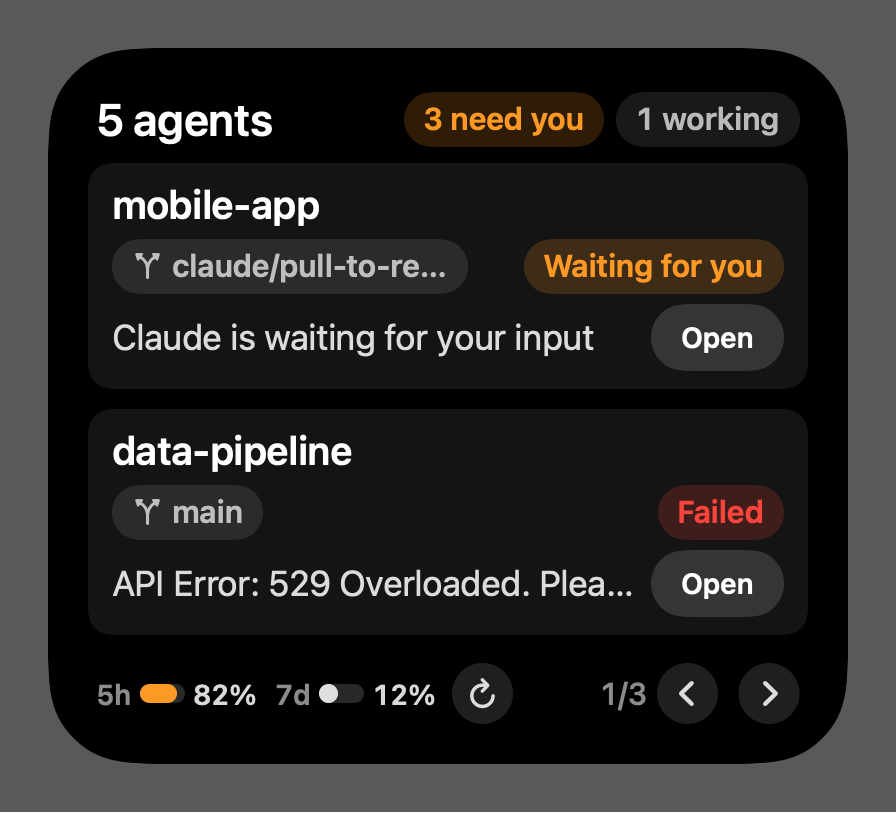 5 agents 3 need you 1 working
mobile-app
claude/pull-to-re... Waiting for you
Claude is waiting for your input Open
data-pipeline
main Failed
API Error: 529 Overloaded. Plea... Open
5h 82% 7d 12% 1/3